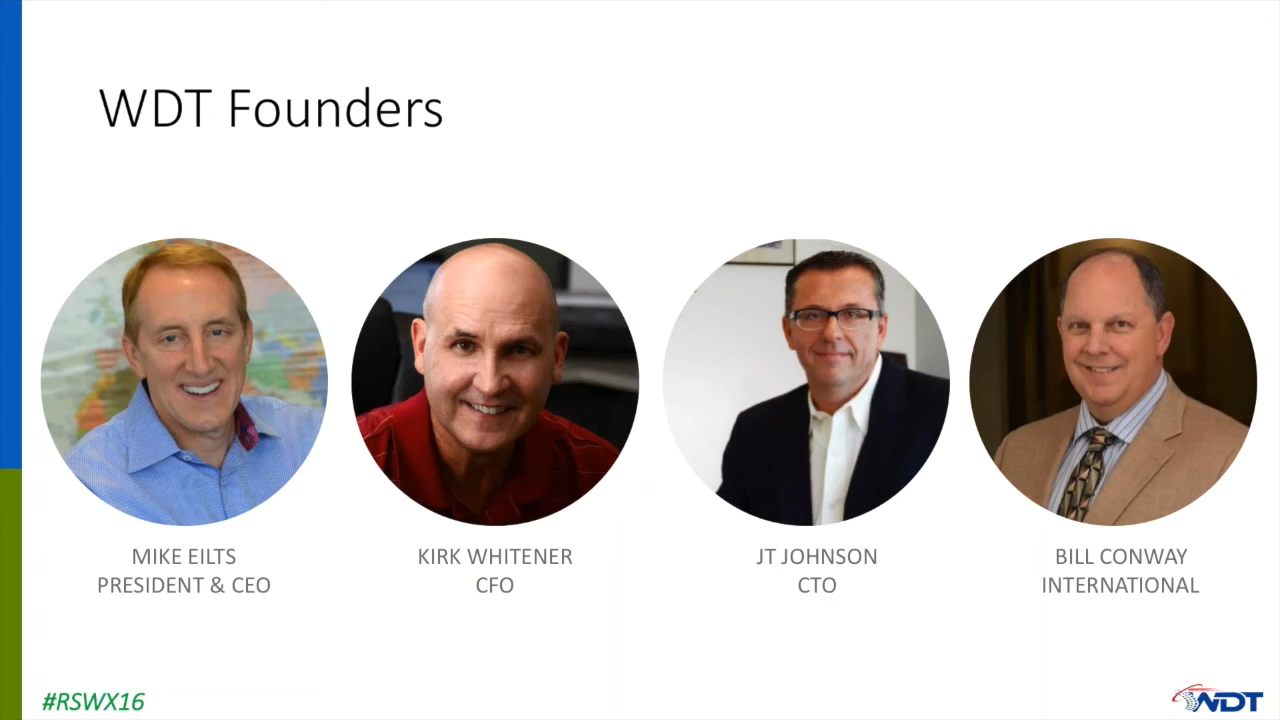 WDT Founders
MIKE EILTS
PRESIDENT & CEO
KIRK WHITENER
CFO
JT JOHNSON
CTO
BILL CONWAY
INTERNATIONAL
#RSWX16
WDT